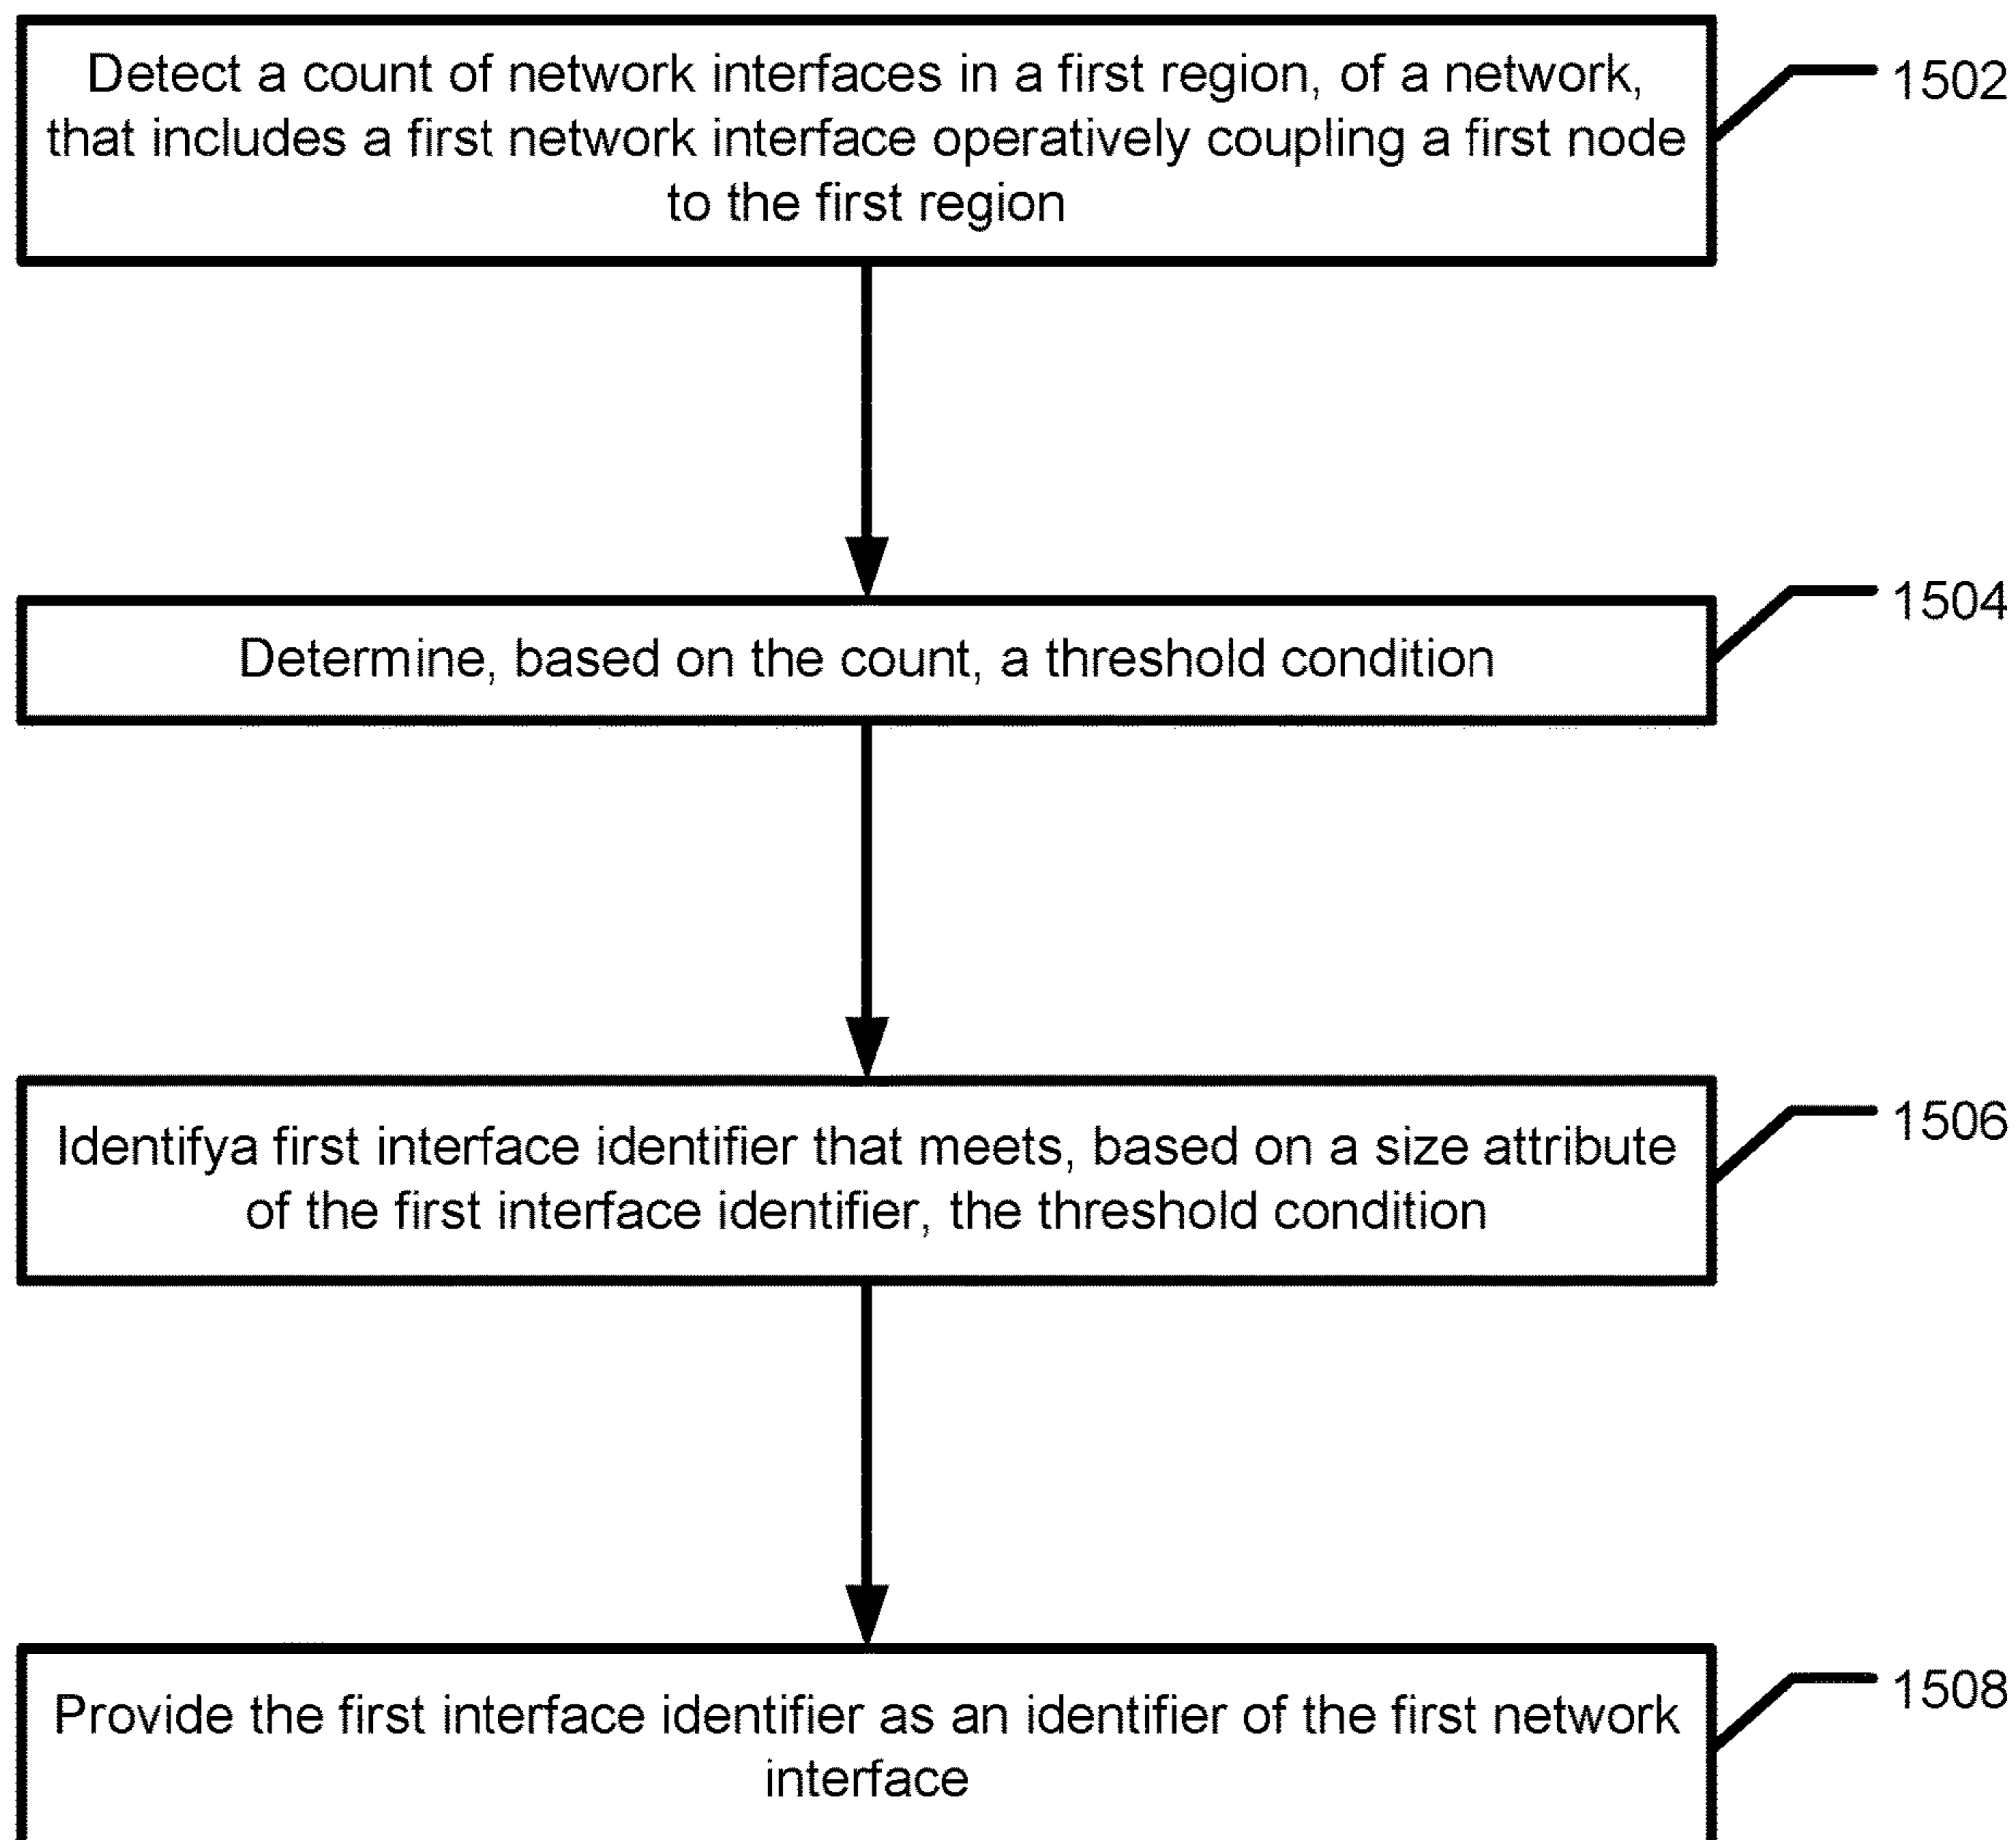 Detect a count of network interfaces in a first region, of a network,
that includes a first network interface operatively coupling a first node
to the first region
1502
Determine, based on the count, a threshold condition
1504
Identifya first interface identifier that meets, based on a size attribute
of the first interface identifier, the threshold condition
1506
Provide the first interface identifier as an identifier of the first network
interface
1508